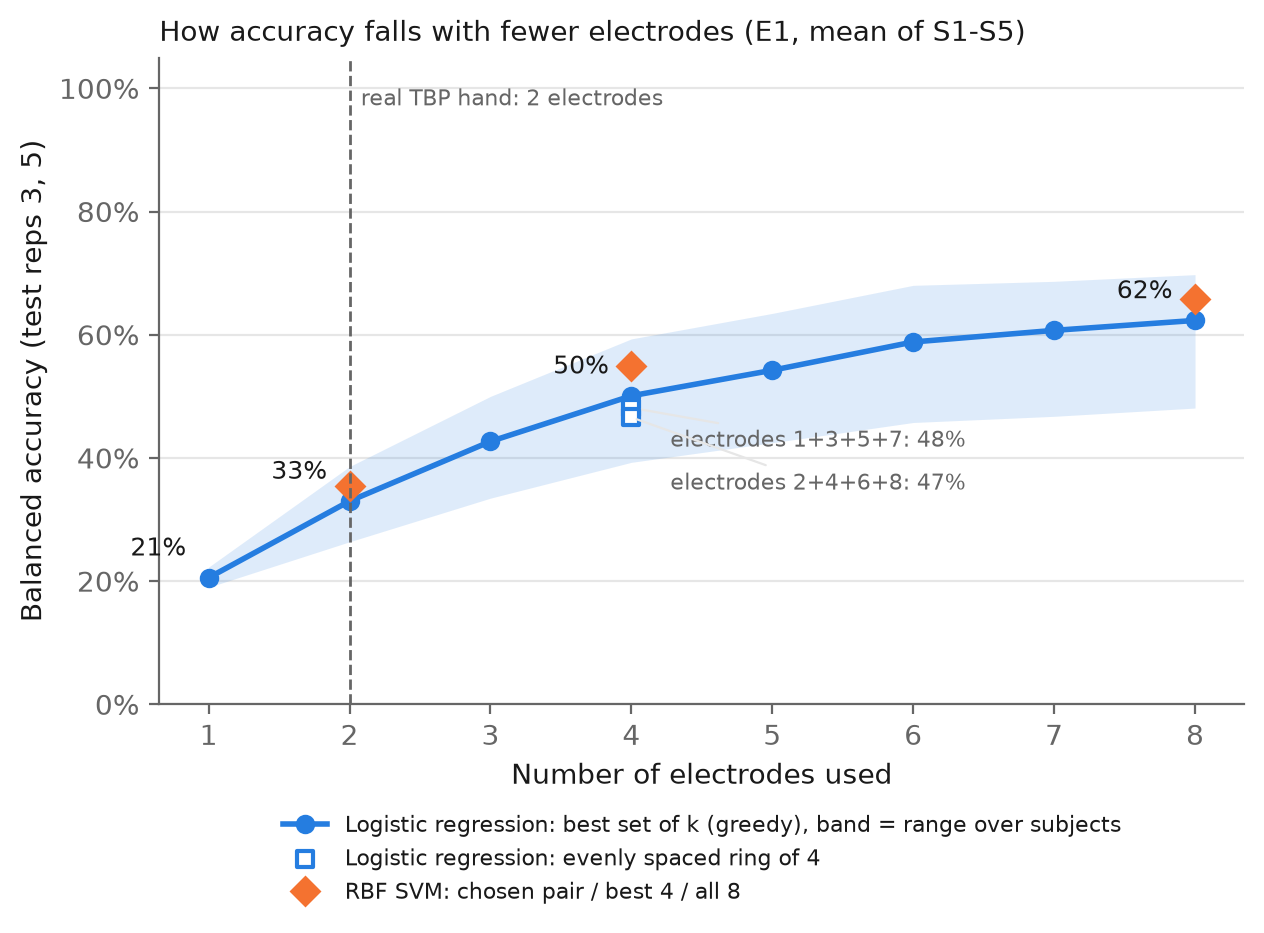 How accuracy falls with fewer electrodes (E1, mean of S1-S5)
Balanced accuracy (test reps 3, 5)
100%
80%
60%
40%
20%
0%
real TBP hand: 2 electrodes
62%
50%
33%
21%
electrodes 1+3+5+7: 48%
electrodes 2+4+6+8: 47%
1 2 3 4 5 6 7 8
Number of electrodes used
Logistic regression: best set of k (greedy), band = range over subjects
Logistic regression: evenly spaced ring of 4
RBF SVM: chosen pair / best 4 / all 8